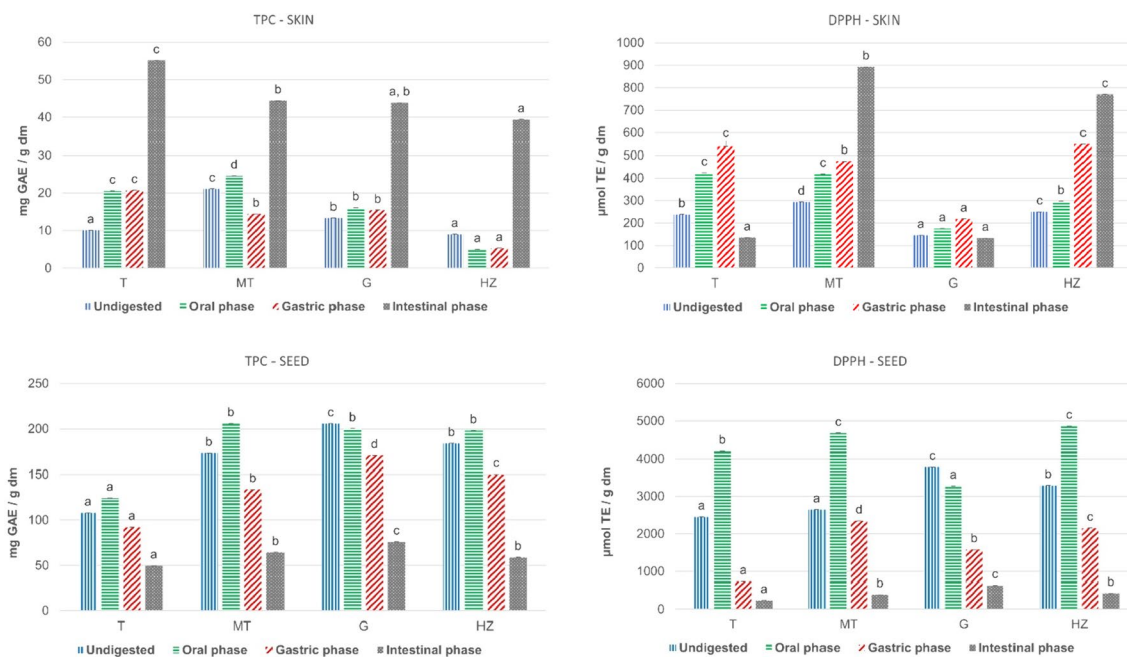 TPC - SKIN
mg GAE / g dm
60
50
40
30
20
10
0
a c c c
c d b b
b b b a, b
a a a a
T MT G HZ
Undigested Oral phase Gastric phase Intestinal phase
DPPH - SKIN
µmol TE / g dm
1000
900
800
700
600
500
400
300
200
100
0
b c c a
d c b b
a a a a
c b c c
T MT G HZ
Undigested Oral phase Gastric phase Intestinal phase
TPC - SEED
mg GAE / g dm
250
200
150
100
50
0
a a a a
b b b b
c b d c
b b c b
T MT G HZ
Undigested Oral phase Gastric phase Intestinal phase
DPPH - SEED
µmol TE / g dm
6000
5000
4000
3000
2000
1000
0
a b a a
a c d b
c a b c
b c c b
T MT G HZ
Undigested Oral phase Gastric phase Intestinal phase